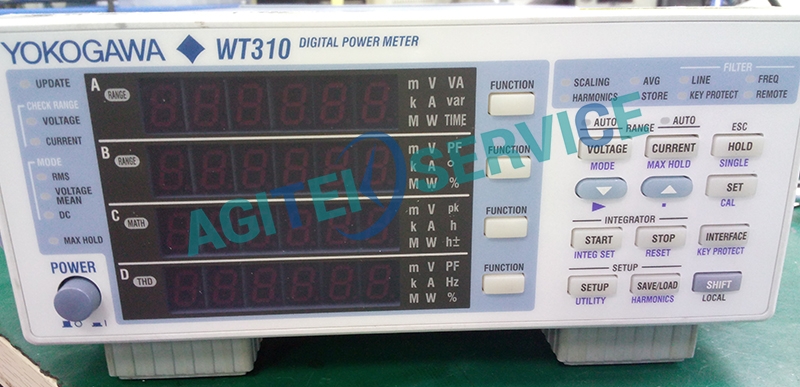 YOKOGAWA ◆ WT310 DIGITAL POWER METER
UPDATE
CHECK RANGE
VOLTAGE
CURRENT
MODE
RMS
VOLTAGE MEAN
DC
MAX HOLD
POWER
A RANGE
m V VA
k A var
M W TIME
FUNCTION
B RANGE
m V PF
k A °
M W %
FUNCTION
C MATH
m V pk
k A h
M W h±
FUNCTION
D THD
m V PF
k A Hz
M W %
FUNCTION
FILTER
SCALING AVG LINE FREQ
HARMONICS STORE KEY PROTECT REMOTE
AUTO RANGE AUTO ESC
VOLTAGE CURRENT HOLD
MODE MAX HOLD SINGLE
SET
CAL
INTEGRATOR
START STOP INTERFACE
INTEG SET RESET KEY PROTECT
SETUP
SETUP SAVE/LOAD SHIFT
UTILITY HARMONICS LOCAL
AGITEK SERVICE